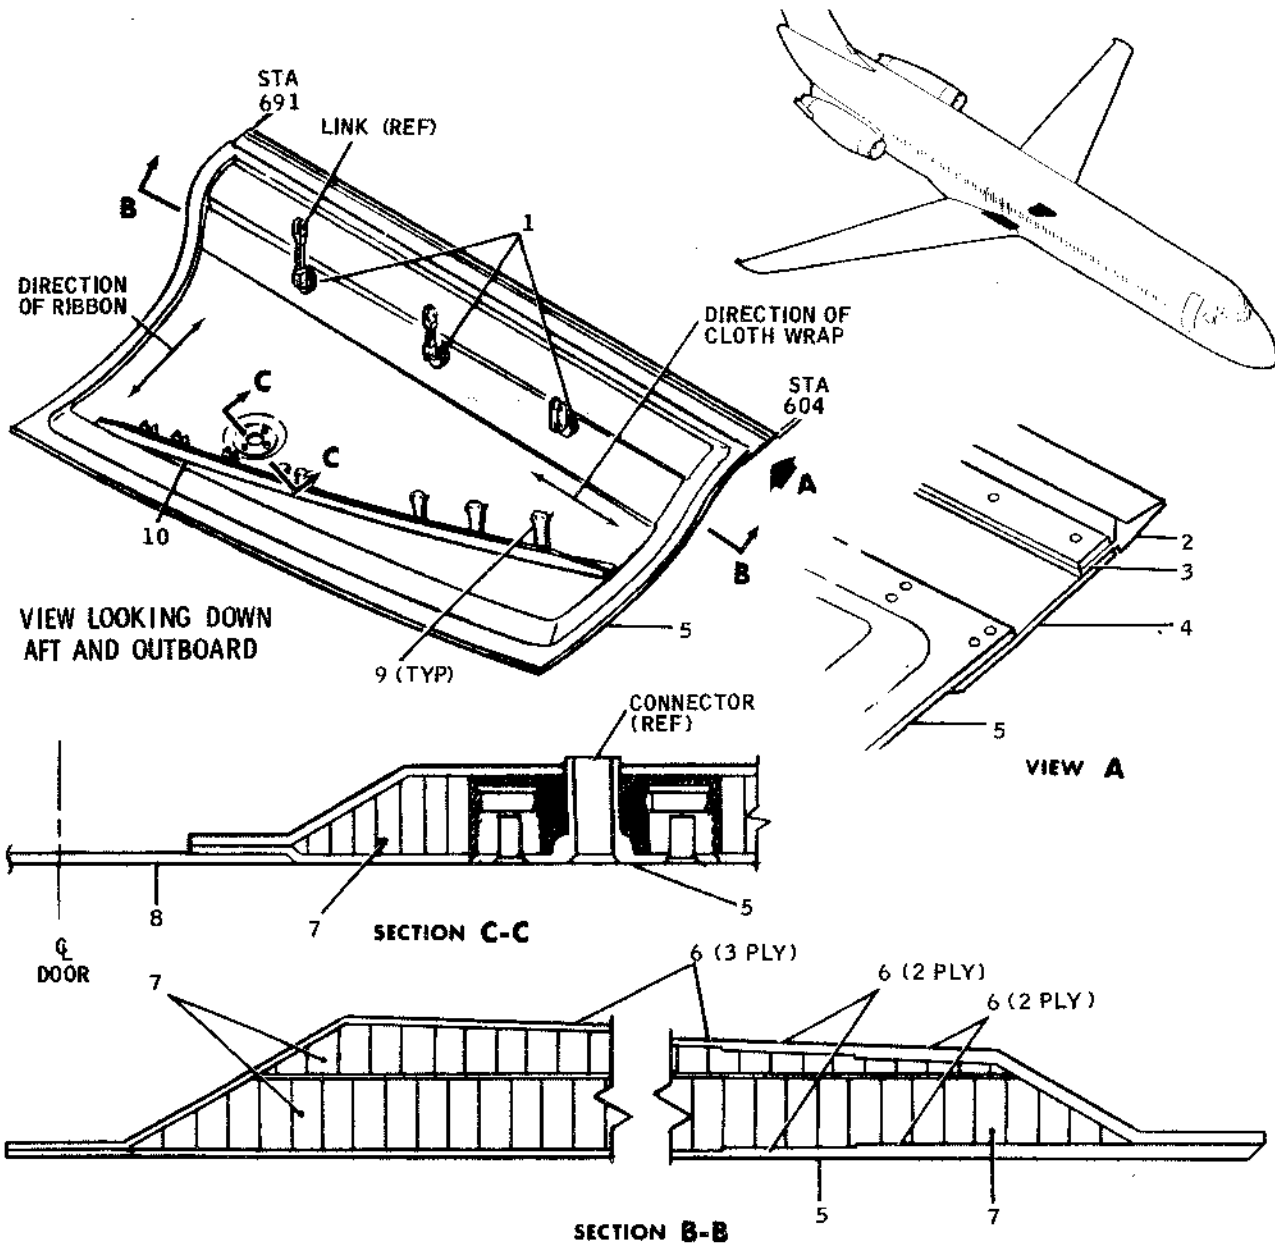 STA
691
LINK (REF)
B
1
DIRECTION
OF RIBBON
DIRECTION OF
CLOTH WRAP
C
STA
604
C
A
10
B
2
3
VIEW LOOKING DOWN
AFT AND OUTBOARD
5
4
9 (TYP)
CONNECTOR
(REF)
5
VIEW A
8
7
5
SECTION C-C
℄
DOOR
7
6 (3 PLY)
6 (2 PLY)
6 (2 PLY)
5
7
SECTION B-B